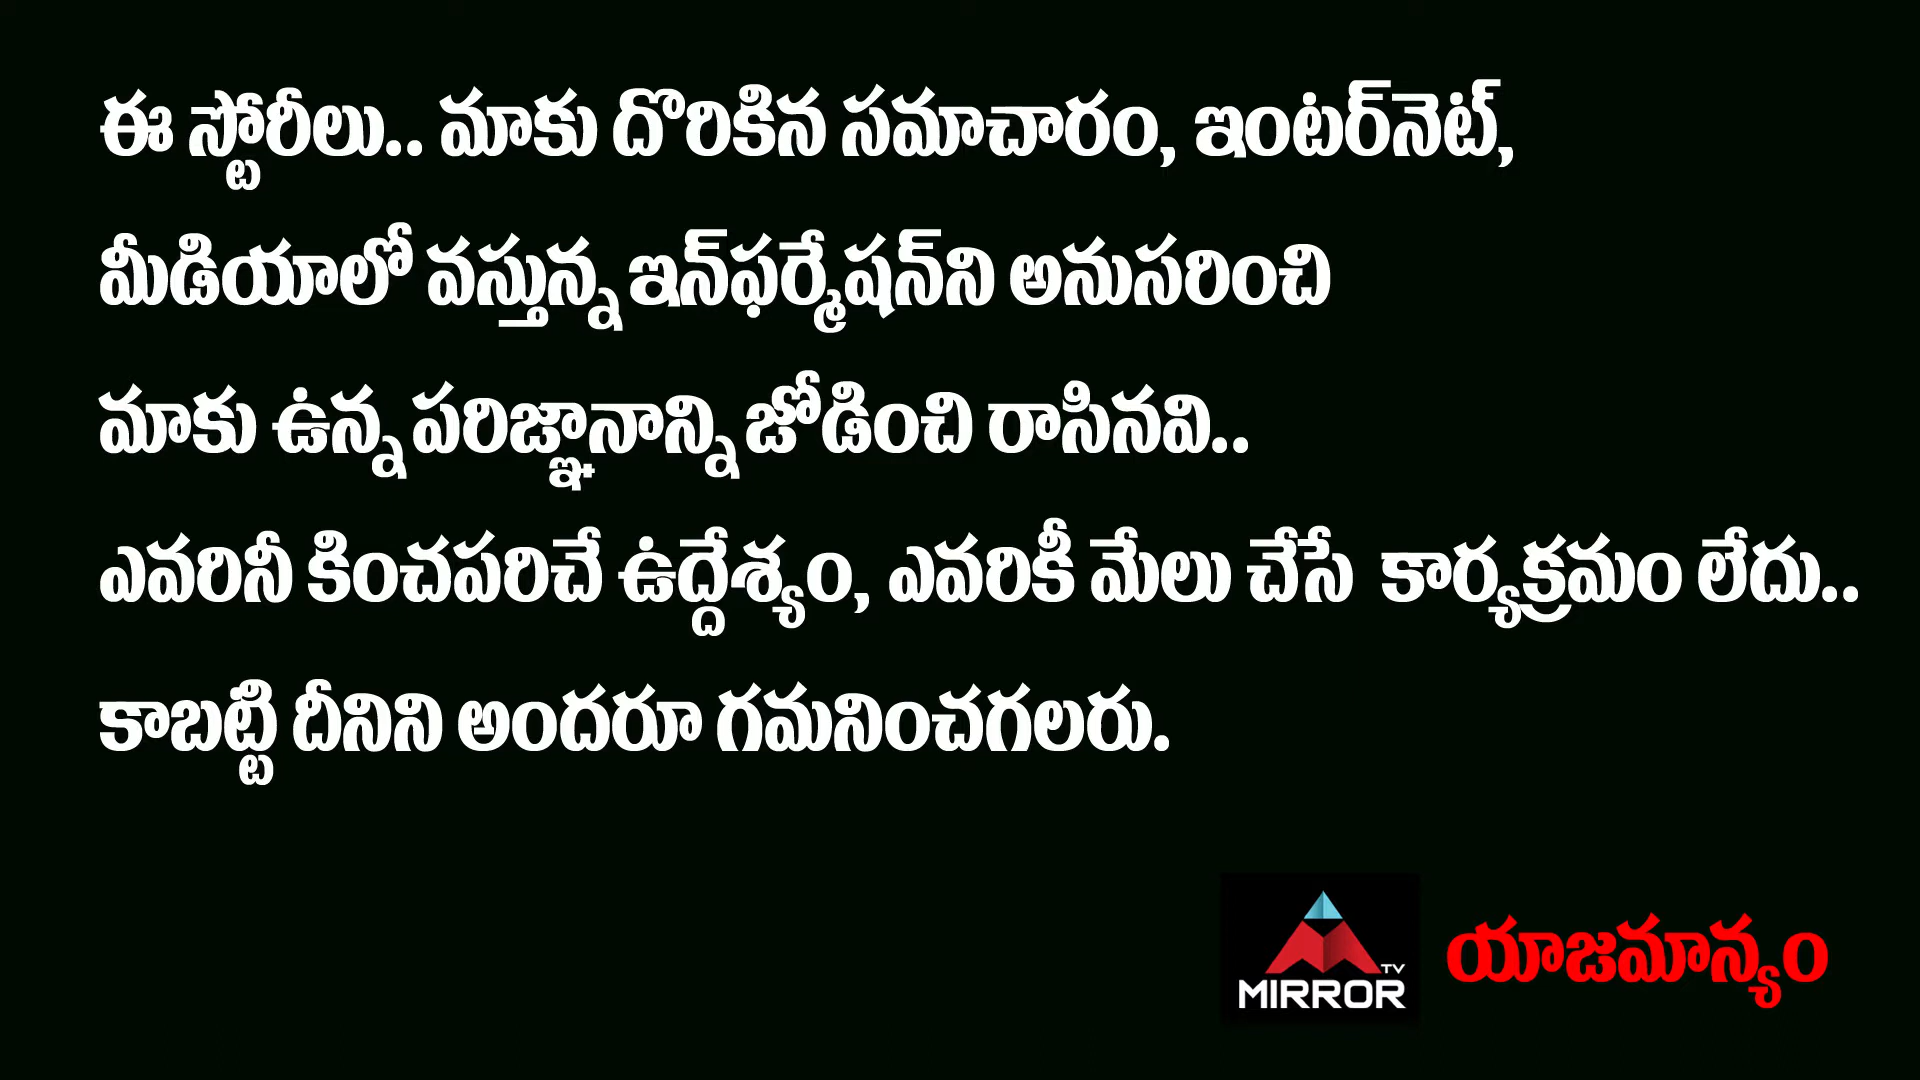 ఈ స్టోరీలు.. మాకు దొరికిన సమాచారం, ఇంటర్‌నెట్,
మీడియాలో వస్తున్న ఇన్‌ఫర్మేషన్‌ని అనుసరించి
మాకు ఉన్న పరిజ్ఞానాన్ని జోడించి రాసినవి..
ఎవరినీ కించపరిచే ఉద్దేశ్యం, ఎవరికీ మేలు చేసే కార్యక్రమం లేదు..
కాబట్టి దీనిని అందరూ గమనించగలరు.
TV
MIRROR
యాజమాన్యం